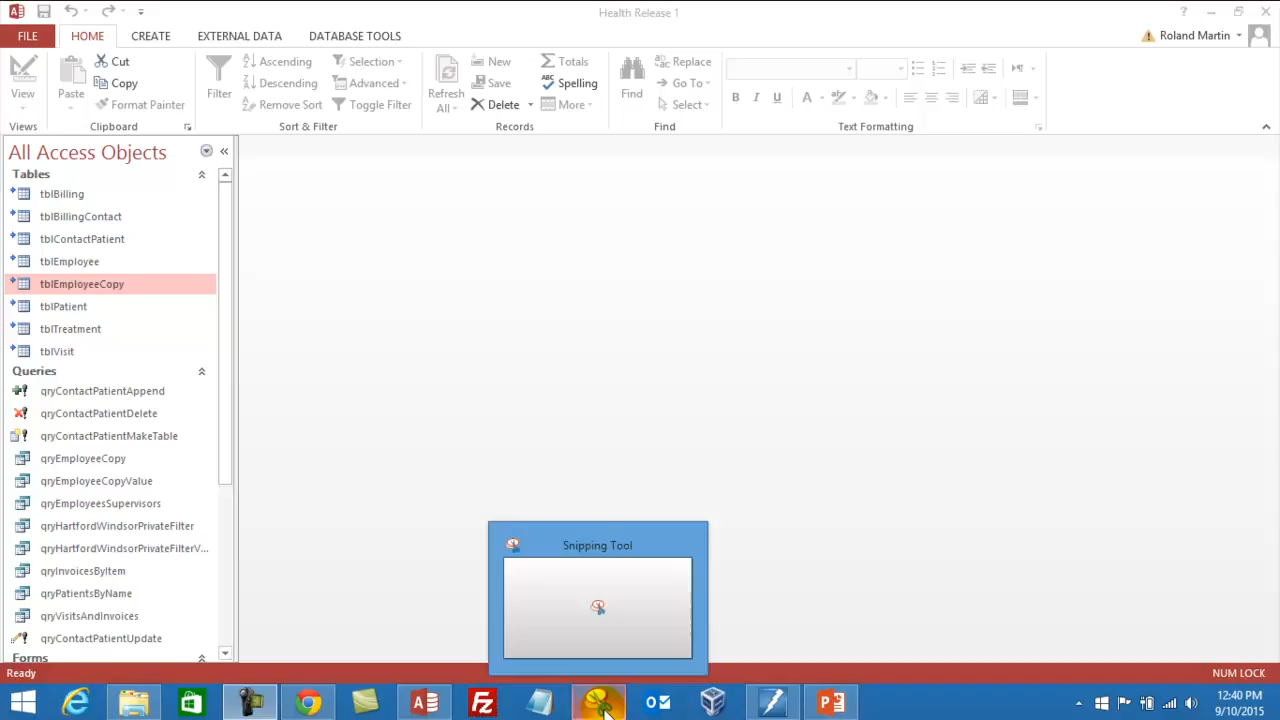 Health Release 1
FILE HOME CREATE EXTERNAL DATA DATABASE TOOLS Roland Martin
View
Views
Paste
Cut
Copy
Format Painter
Clipboard
Filter
Ascending
Descending
Remove Sort
Selection
Advanced
Toggle Filter
Sort & Filter
Refresh
All
New
Save
Delete
Totals
Spelling
More
Records
Find
Replace
Go To
Select
Find
Text Formatting
All Access Objects
Tables
tblBilling
tblBillingContact
tblContactPatient
tblEmployee
tblEmployeeCopy
tblPatient
tblTreatment
tblVisit
Queries
qryContactPatientAppend
qryContactPatientDelete
qryContactPatientMakeTable
qryEmployeeCopy
qryEmployeeCopyValue
qryEmployeesSupervisors
qryHartfordWindsorPrivateFilter
qryHartfordWindsorPrivateFilterV...
qryInvoicesByItem
qryPatientsByName
qryVisitsAndInvoices
qryContactPatientUpdate
Forms
Snipping Tool
Ready
NUM LOCK
12:40 PM
9/10/2015